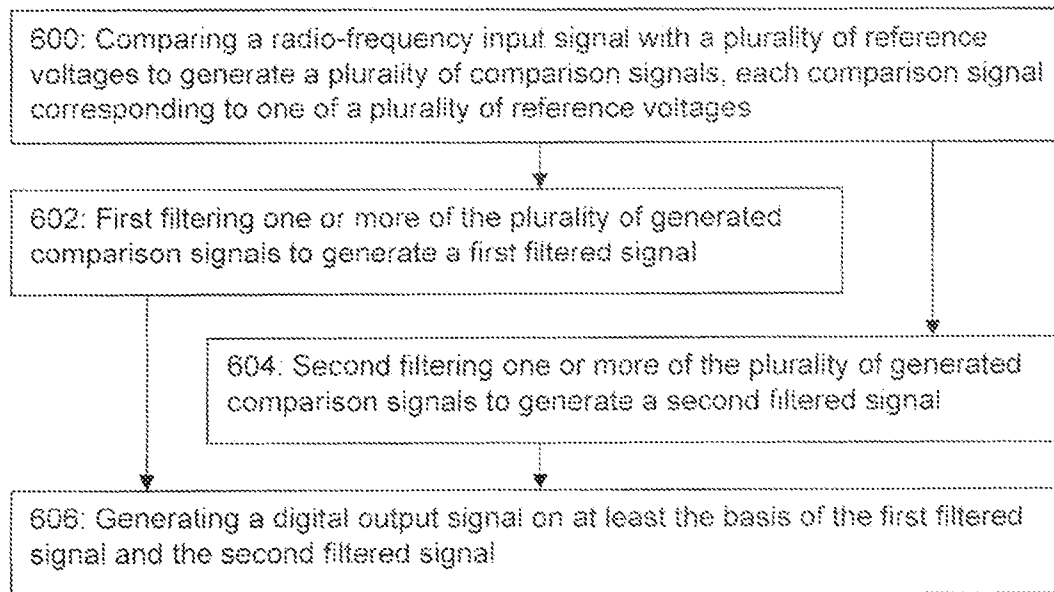 600: Comparing a radio-frequency input signal with a plurality of reference
voltages to generate a plurality of comparison signals, each comparison signal
corresponding to one of a plurality of reference voltages
602: First filtering one or more of the plurality of generated
comparison signals to generate a first filtered signal
604: Second filtering one or more of the plurality of generated
comparison signals to generate a second filtered signal
606: Generating a digital output signal on at least the basis of the first filtered
signal and the second filtered signal